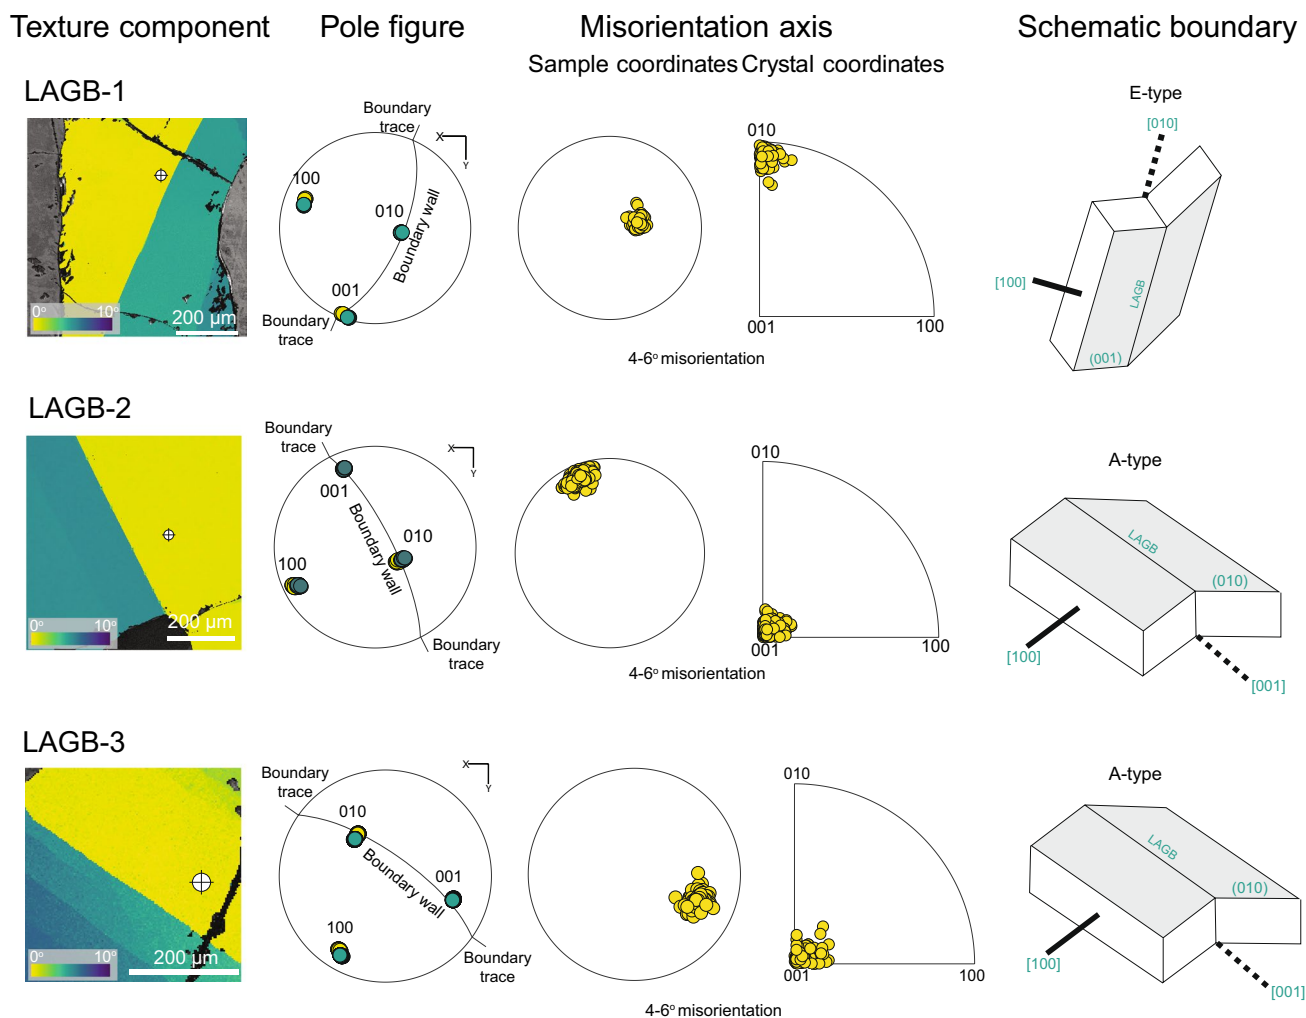 Texture component
Pole figure
Misorientation axis
Schematic boundary
Sample coordinates
Crystal coordinates
LAGB-1
0°
10°
200 µm
Boundary
trace
X
Y
100
010
Boundary wall
001
Boundary
trace
010
001
100
4-6° misorientation
E-type
[010]
[100]
LAGB
(001)
LAGB-2
0°
10°
200 µm
Boundary
trace
X
Y
001
Boundary wall
010
100
Boundary
trace
010
001
100
4-6° misorientation
A-type
LAGB
(010)
[100]
[001]
LAGB-3
0°
10°
200 µm
Boundary
trace
X
Y
010
Boundary wall
001
100
Boundary
trace
010
001
100
4-6° misorientation
A-type
LAGB
(010)
[100]
[001]